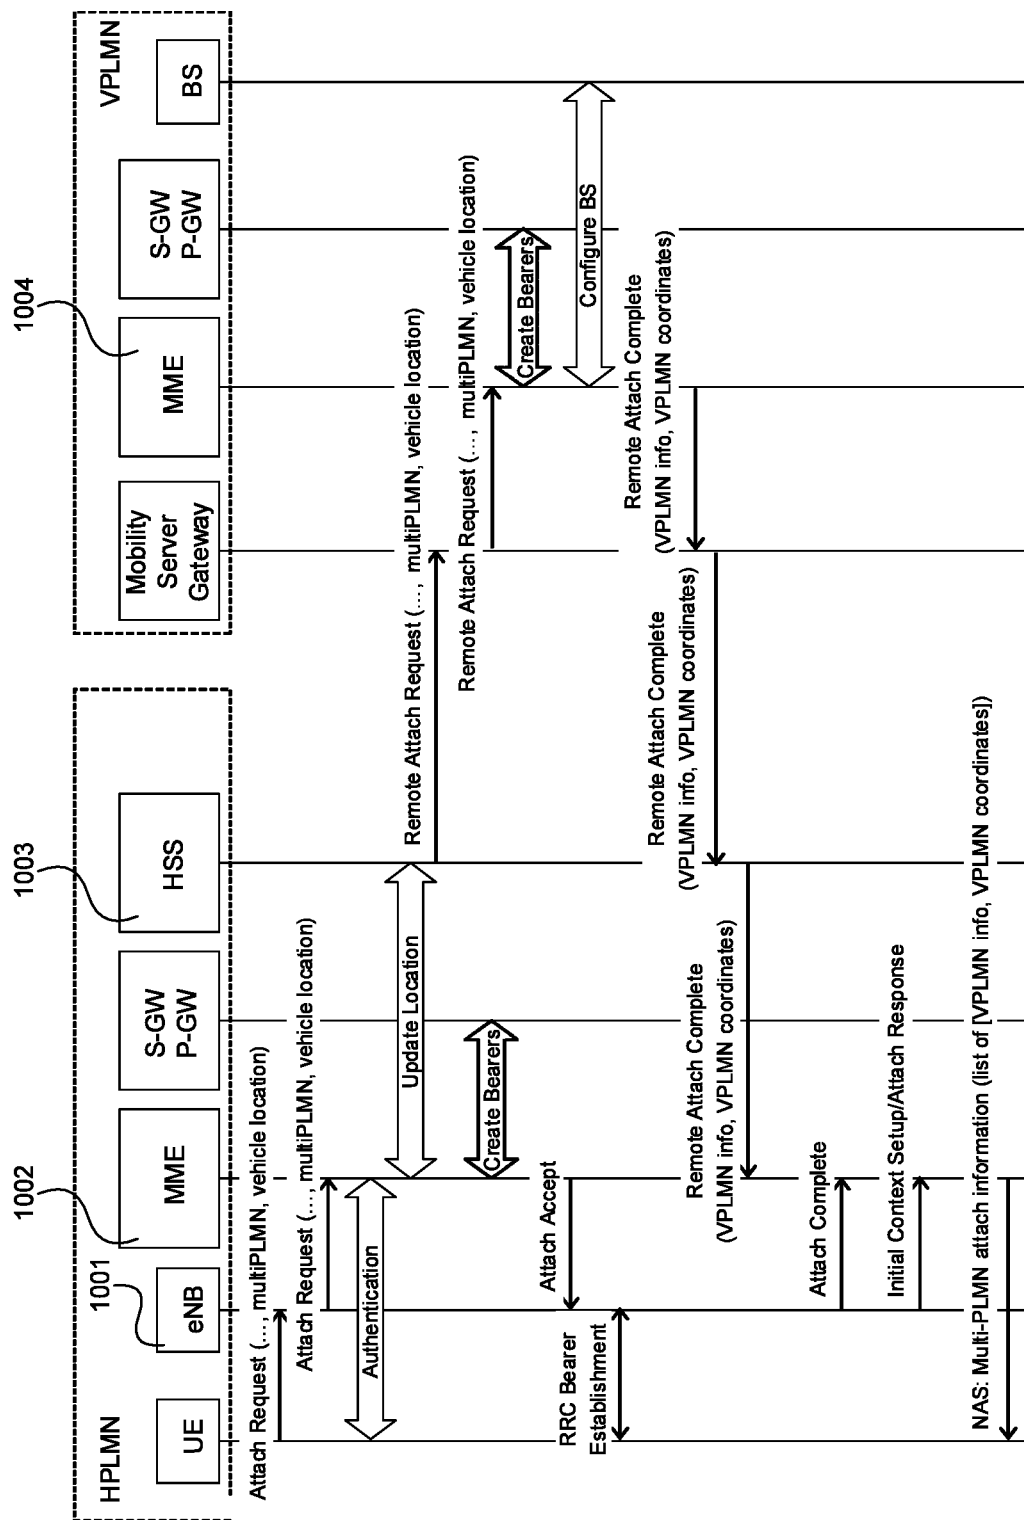 HPLMN
UE
eNB
1001
MME
1002
S-GW
P-GW
HSS
1003
VPLMN
Mobility
Server
Gateway
MME
1004
S-GW
P-GW
BS
Attach Request (..., multiPLMN, vehicle location)
Attach Request (..., multiPLMN, vehicle location)
Authentication
Update Location
Remote Attach Request (..., multiPLMN, vehicle location)
Remote Attach Request (..., multiPLMN, vehicle location)
Create Bearers
Create Bearers
Attach Accept
Configure BS
RRC Bearer
Establishment
Remote Attach Complete
(VPLMN info, VPLMN coordinates)
Remote Attach Complete
(VPLMN info, VPLMN coordinates)
Remote Attach Complete
(VPLMN info, VPLMN coordinates)
Attach Complete
Initial Context Setup/Attach Response
NAS: Multi-PLMN attach information (list of [VPLMN info, VPLMN coordinates])